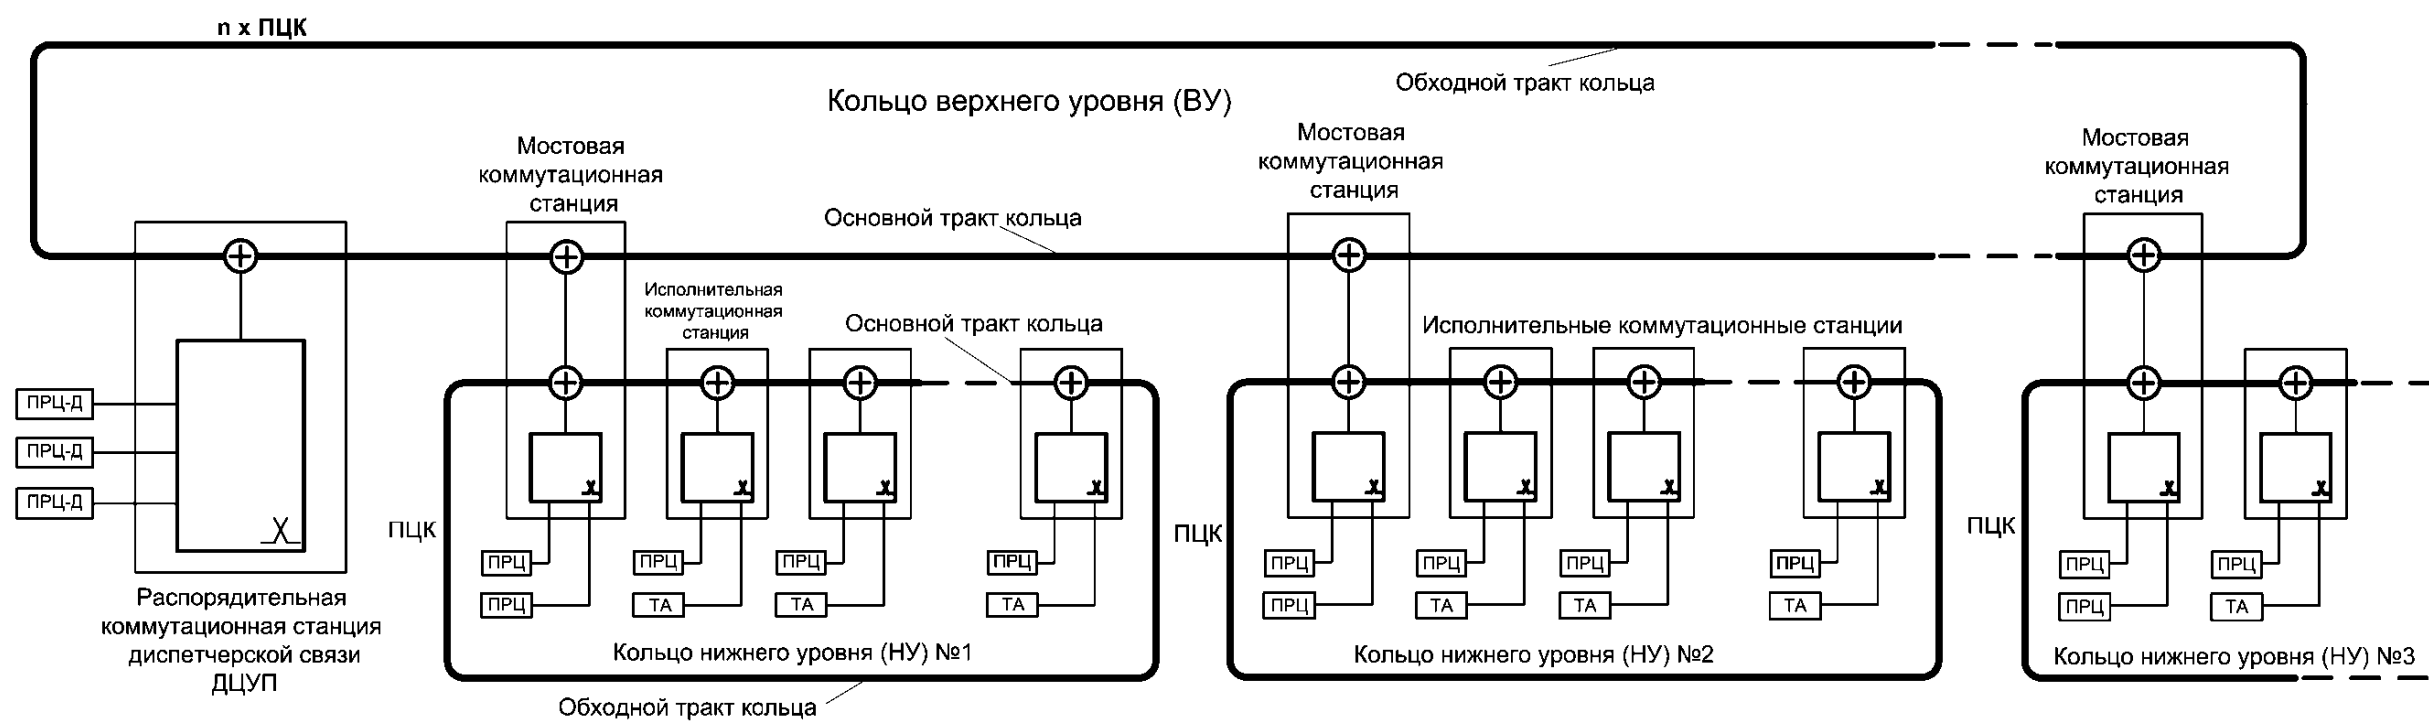 n x ПЦК
Обходной тракт кольца
Кольцо верхнего уровня (ВУ)
Мостовая
коммутационная
станция
Мостовая
коммутационная
станция
Мостовая
коммутационная
станция
Основной тракт кольца
Исполнительная
коммутационная
станция
Основной тракт кольца
Исполнительные коммутационные станции
ПРЦ-Д
ПРЦ-Д
ПРЦ-Д
X
X
X
X
X
X
X
X
X
X
X
ПЦК
ПЦК
ПЦК
ПРЦ
ПРЦ
ПРЦ
ПРЦ
ПРЦ
ПРЦ
ПРЦ
ПРЦ
ПРЦ
ПРЦ
ПРЦ
ТА
ТА
ТА
ПРЦ
ТА
ТА
ТА
ПРЦ
ТА
Распорядительная
коммутационная станция
диспетчерской связи
ДЦУП
Кольцо нижнего уровня (НУ) №1
Кольцо нижнего уровня (НУ) №2
Кольцо нижнего уровня (НУ) №3
Обходной тракт кольца